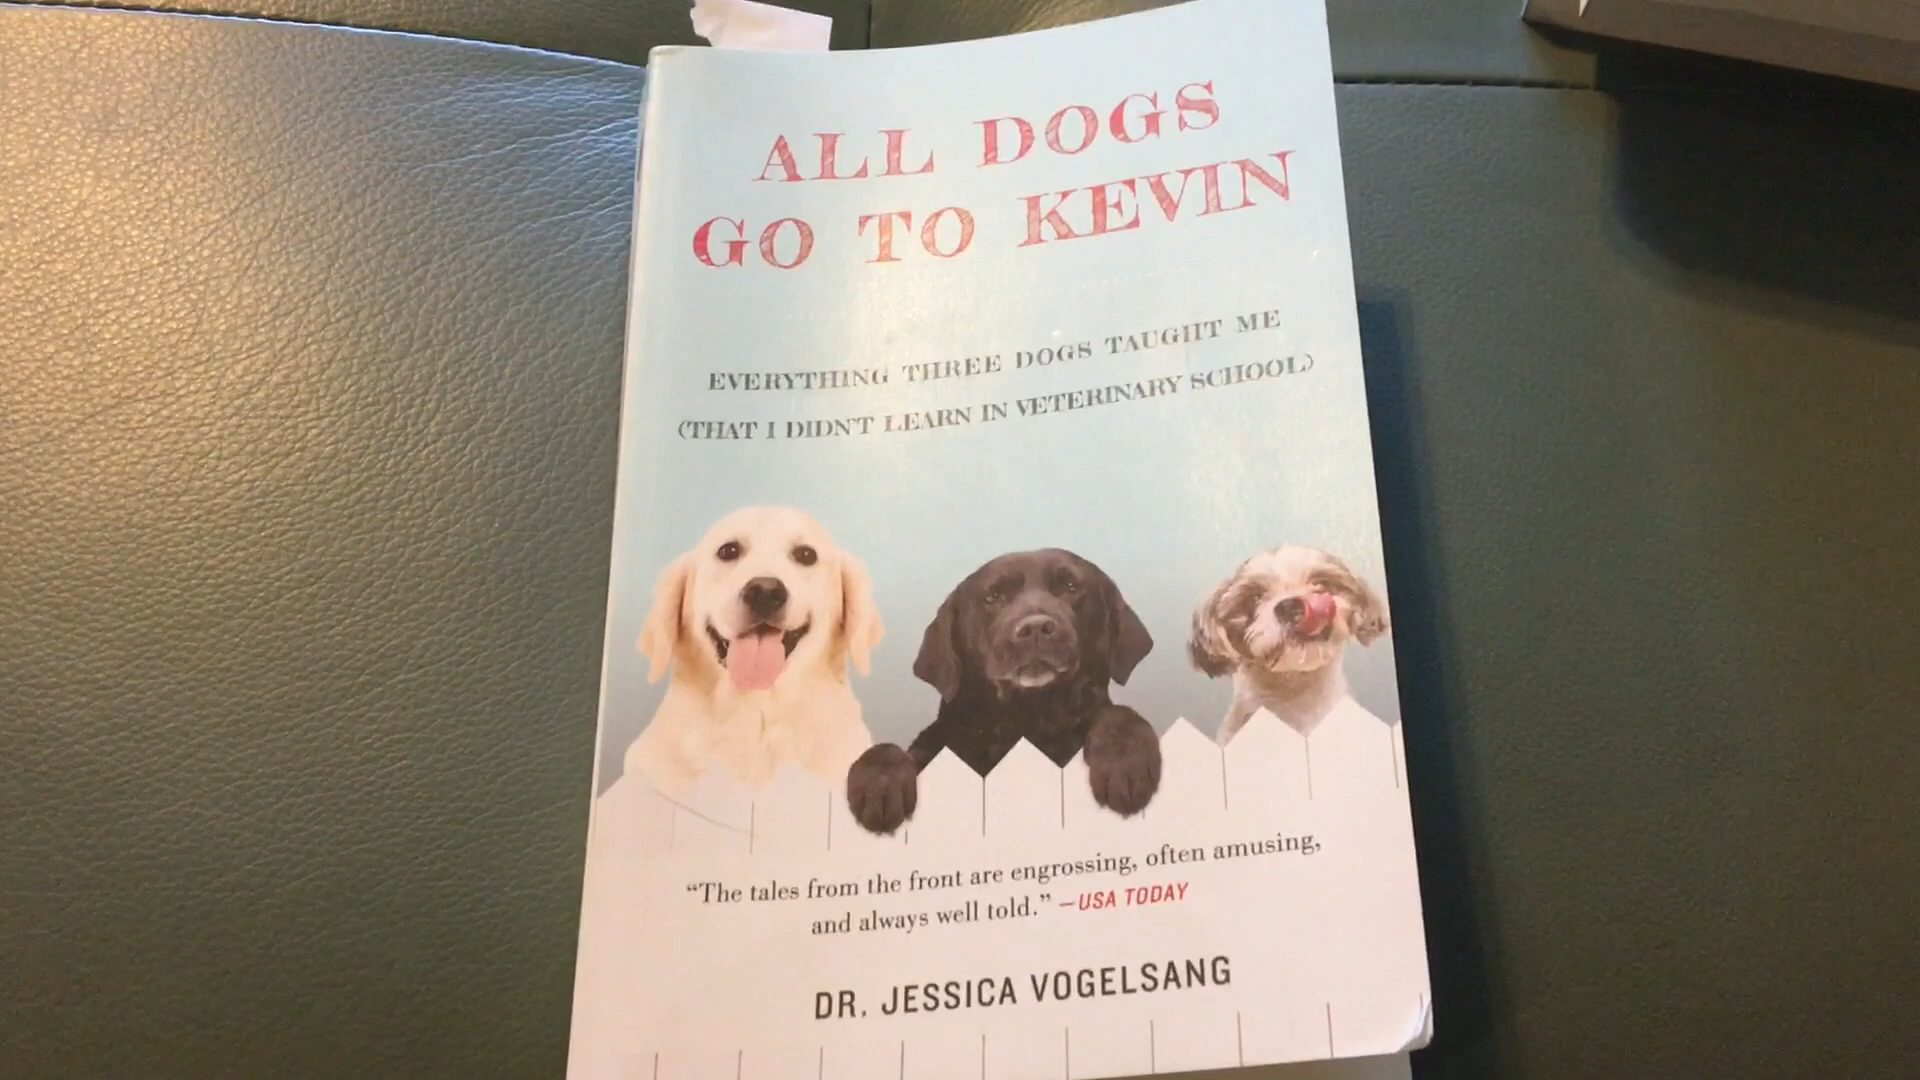 ALL DOGS
GO TO KEVIN
EVERYTHING THREE DOGS TAUGHT ME
(THAT I DIDN'T LEARN IN VETERINARY SCHOOL)
“The tales from the front are engrossing, often amusing,
and always well told.” —USA TODAY
DR. JESSICA VOGELSANG